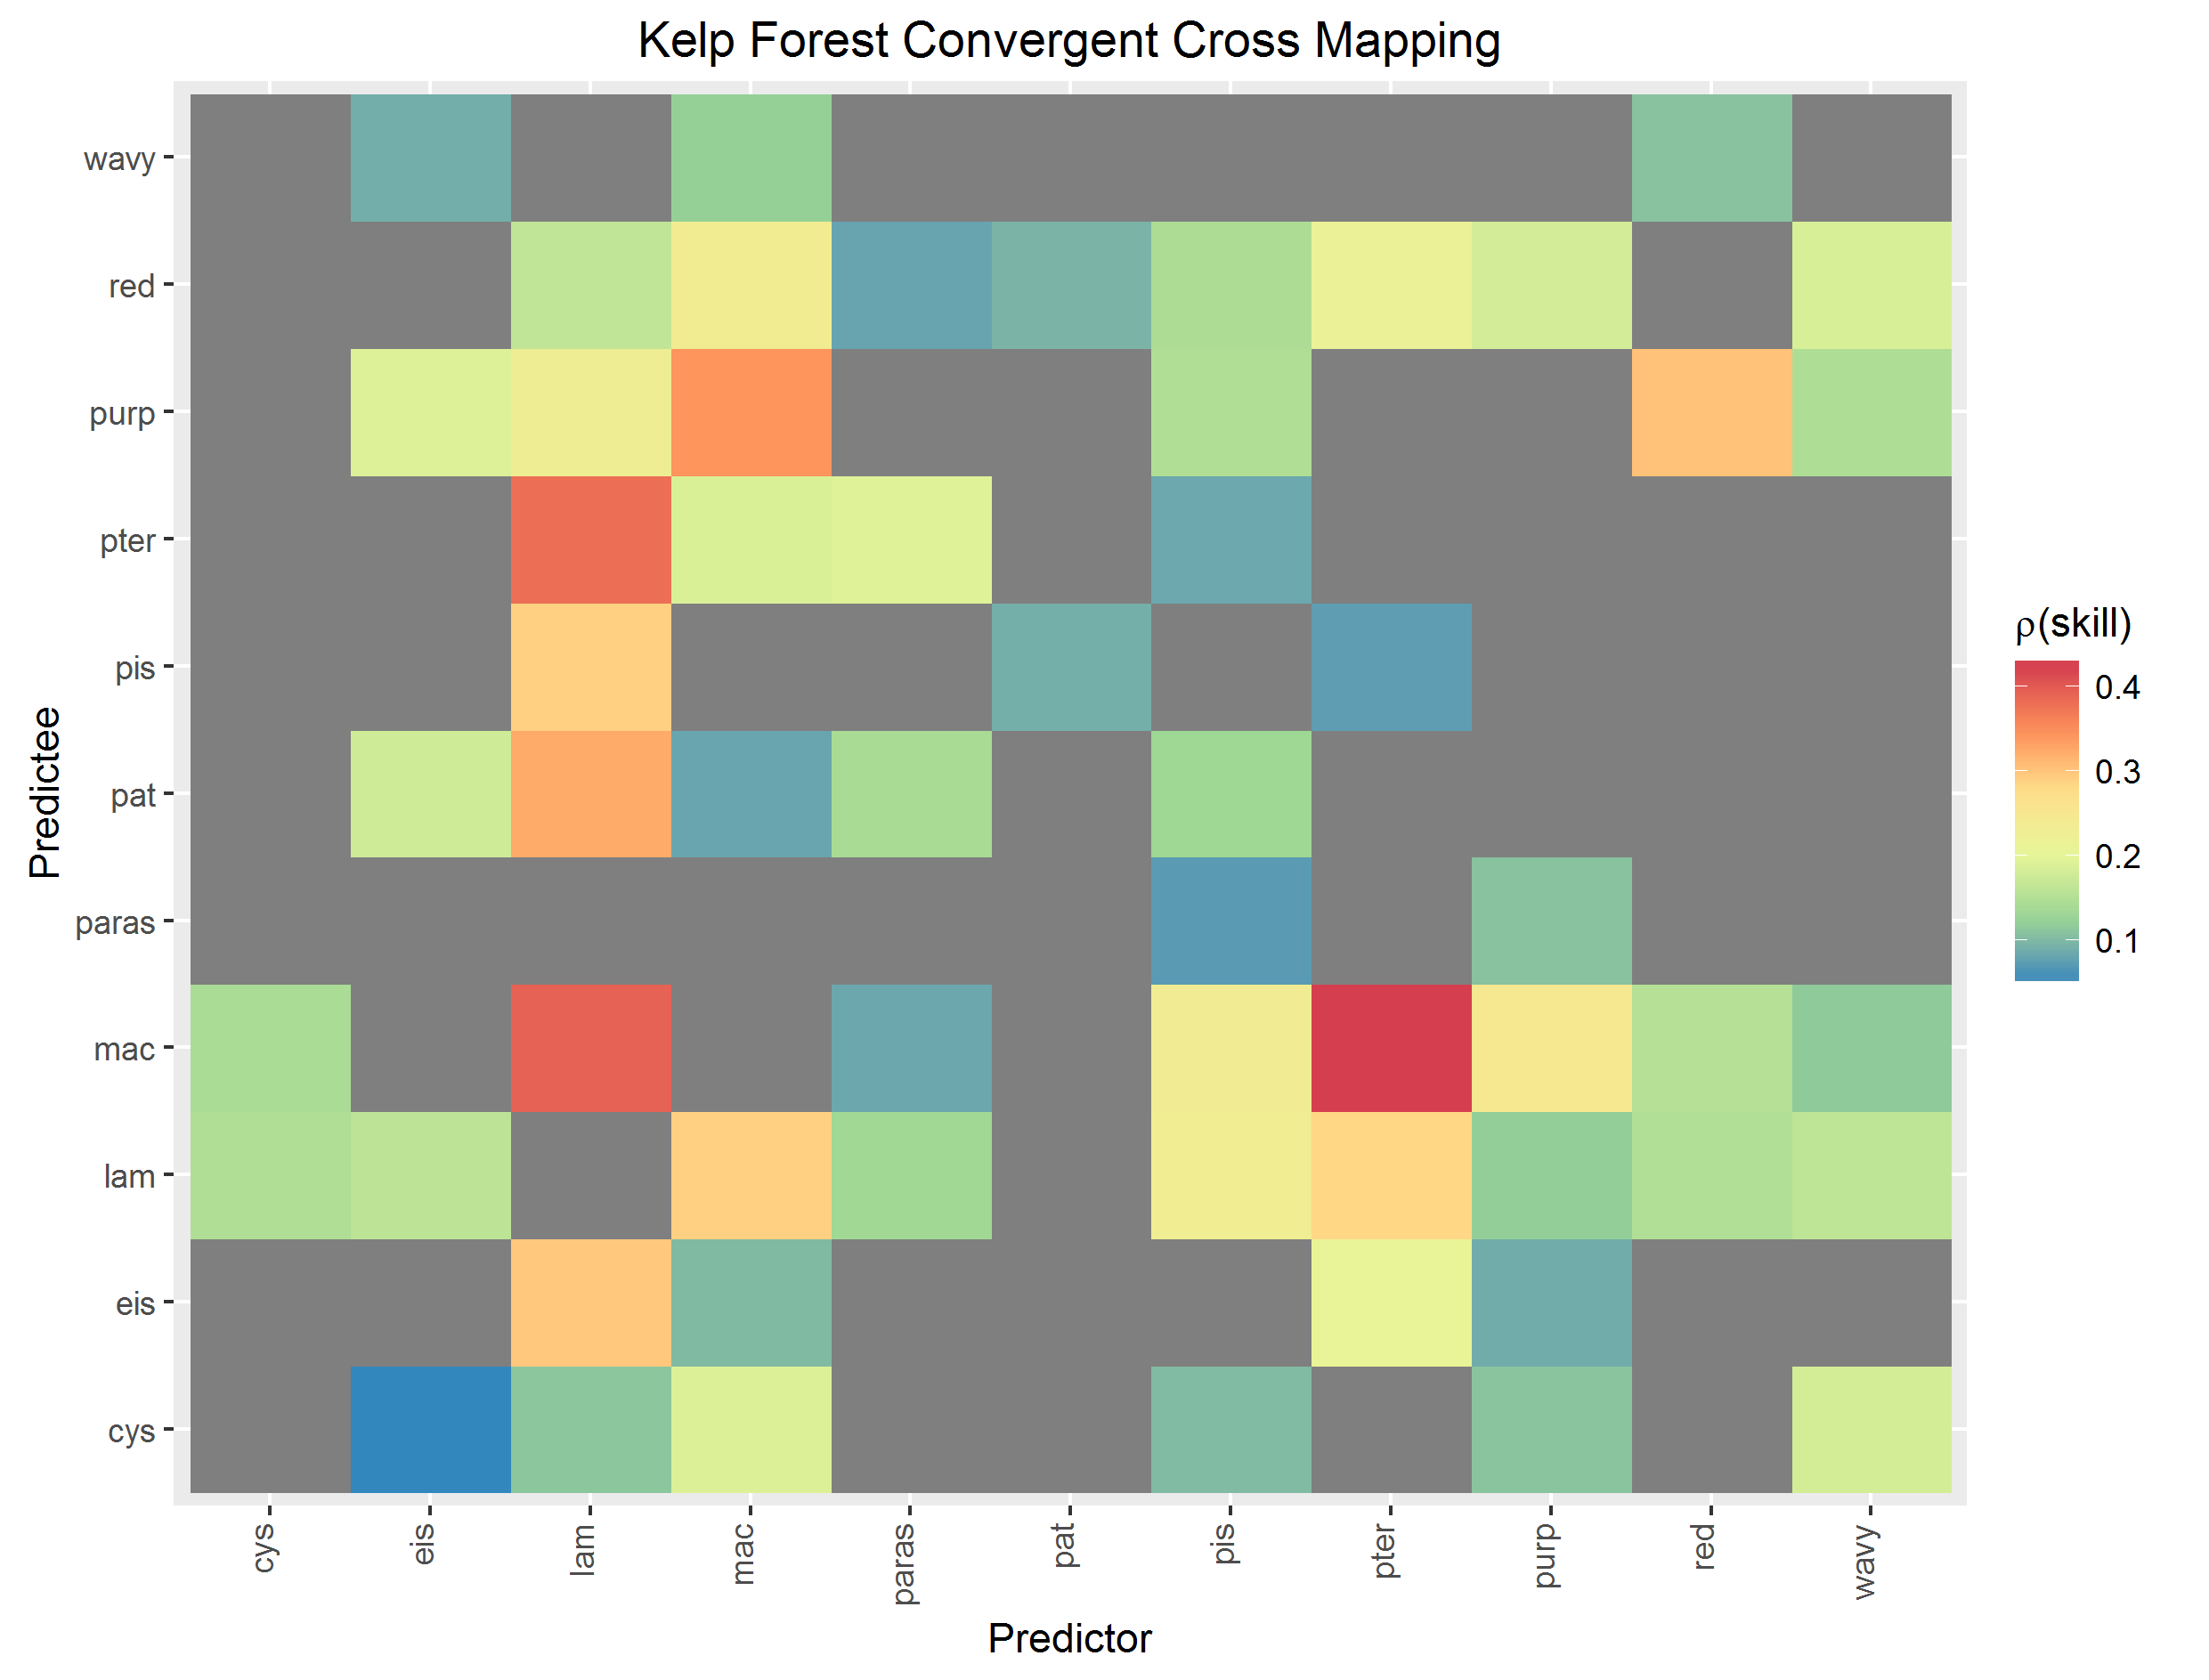 Kelp Forest Convergent Cross Mapping
Predictee
wavy
red
purp
pter
pis
pat
paras
mac
lam
eis
cys
cys
eis
lam
mac
paras
pat
pis
pter
purp
red
wavy
Predictor
ρ(skill)
0.4
0.3
0.2
0.1